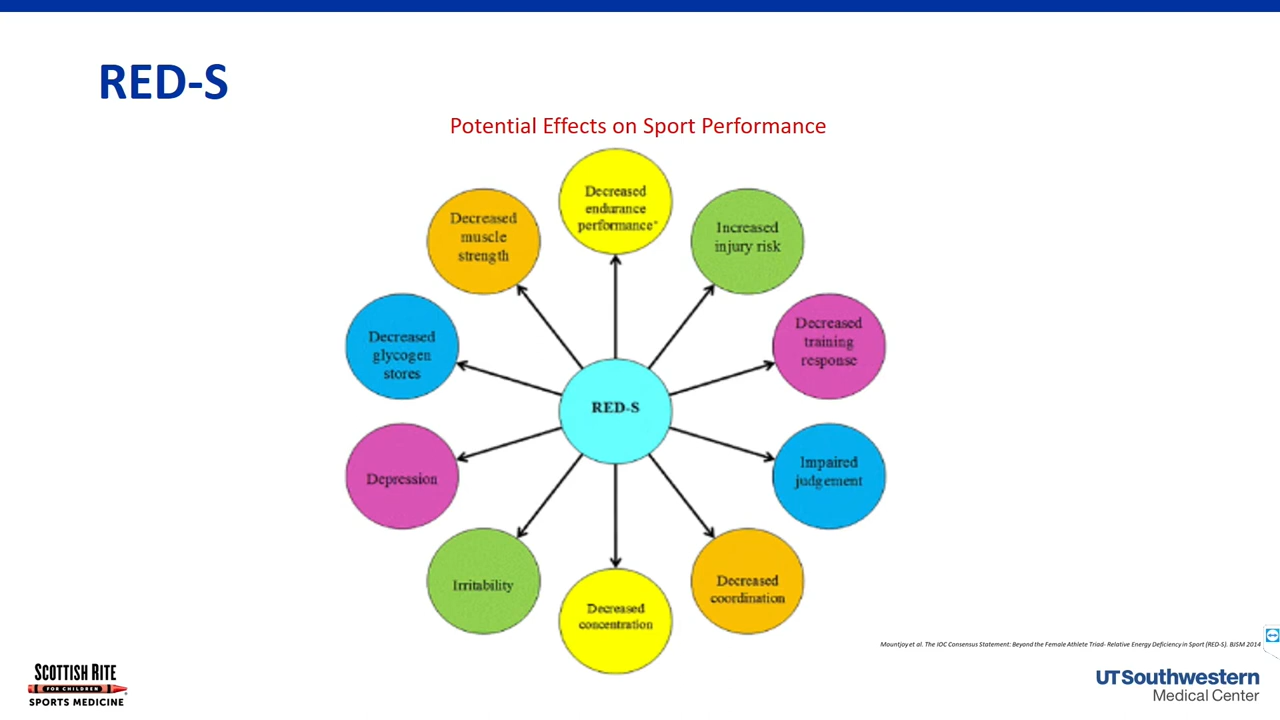 RED-S
Potential Effects on Sport Performance
Decreased
endurance
performance*
Increased
injury risk
Decreased
training
response
Impaired
judgement
Decreased
coordination
Decreased
concentration
Irritability
Depression
Decreased
glycogen
stores
Decreased
muscle
strength
RED-S
Mountjoy et al. The IOC Consensus Statement: Beyond the Female Athlete Triad- Relative Energy Deficiency in Sport (RED-S). BJSM 2014
SCOTTISH RITE
FOR CHILDREN
SPORTS MEDICINE
UTSouthwestern
Medical Center